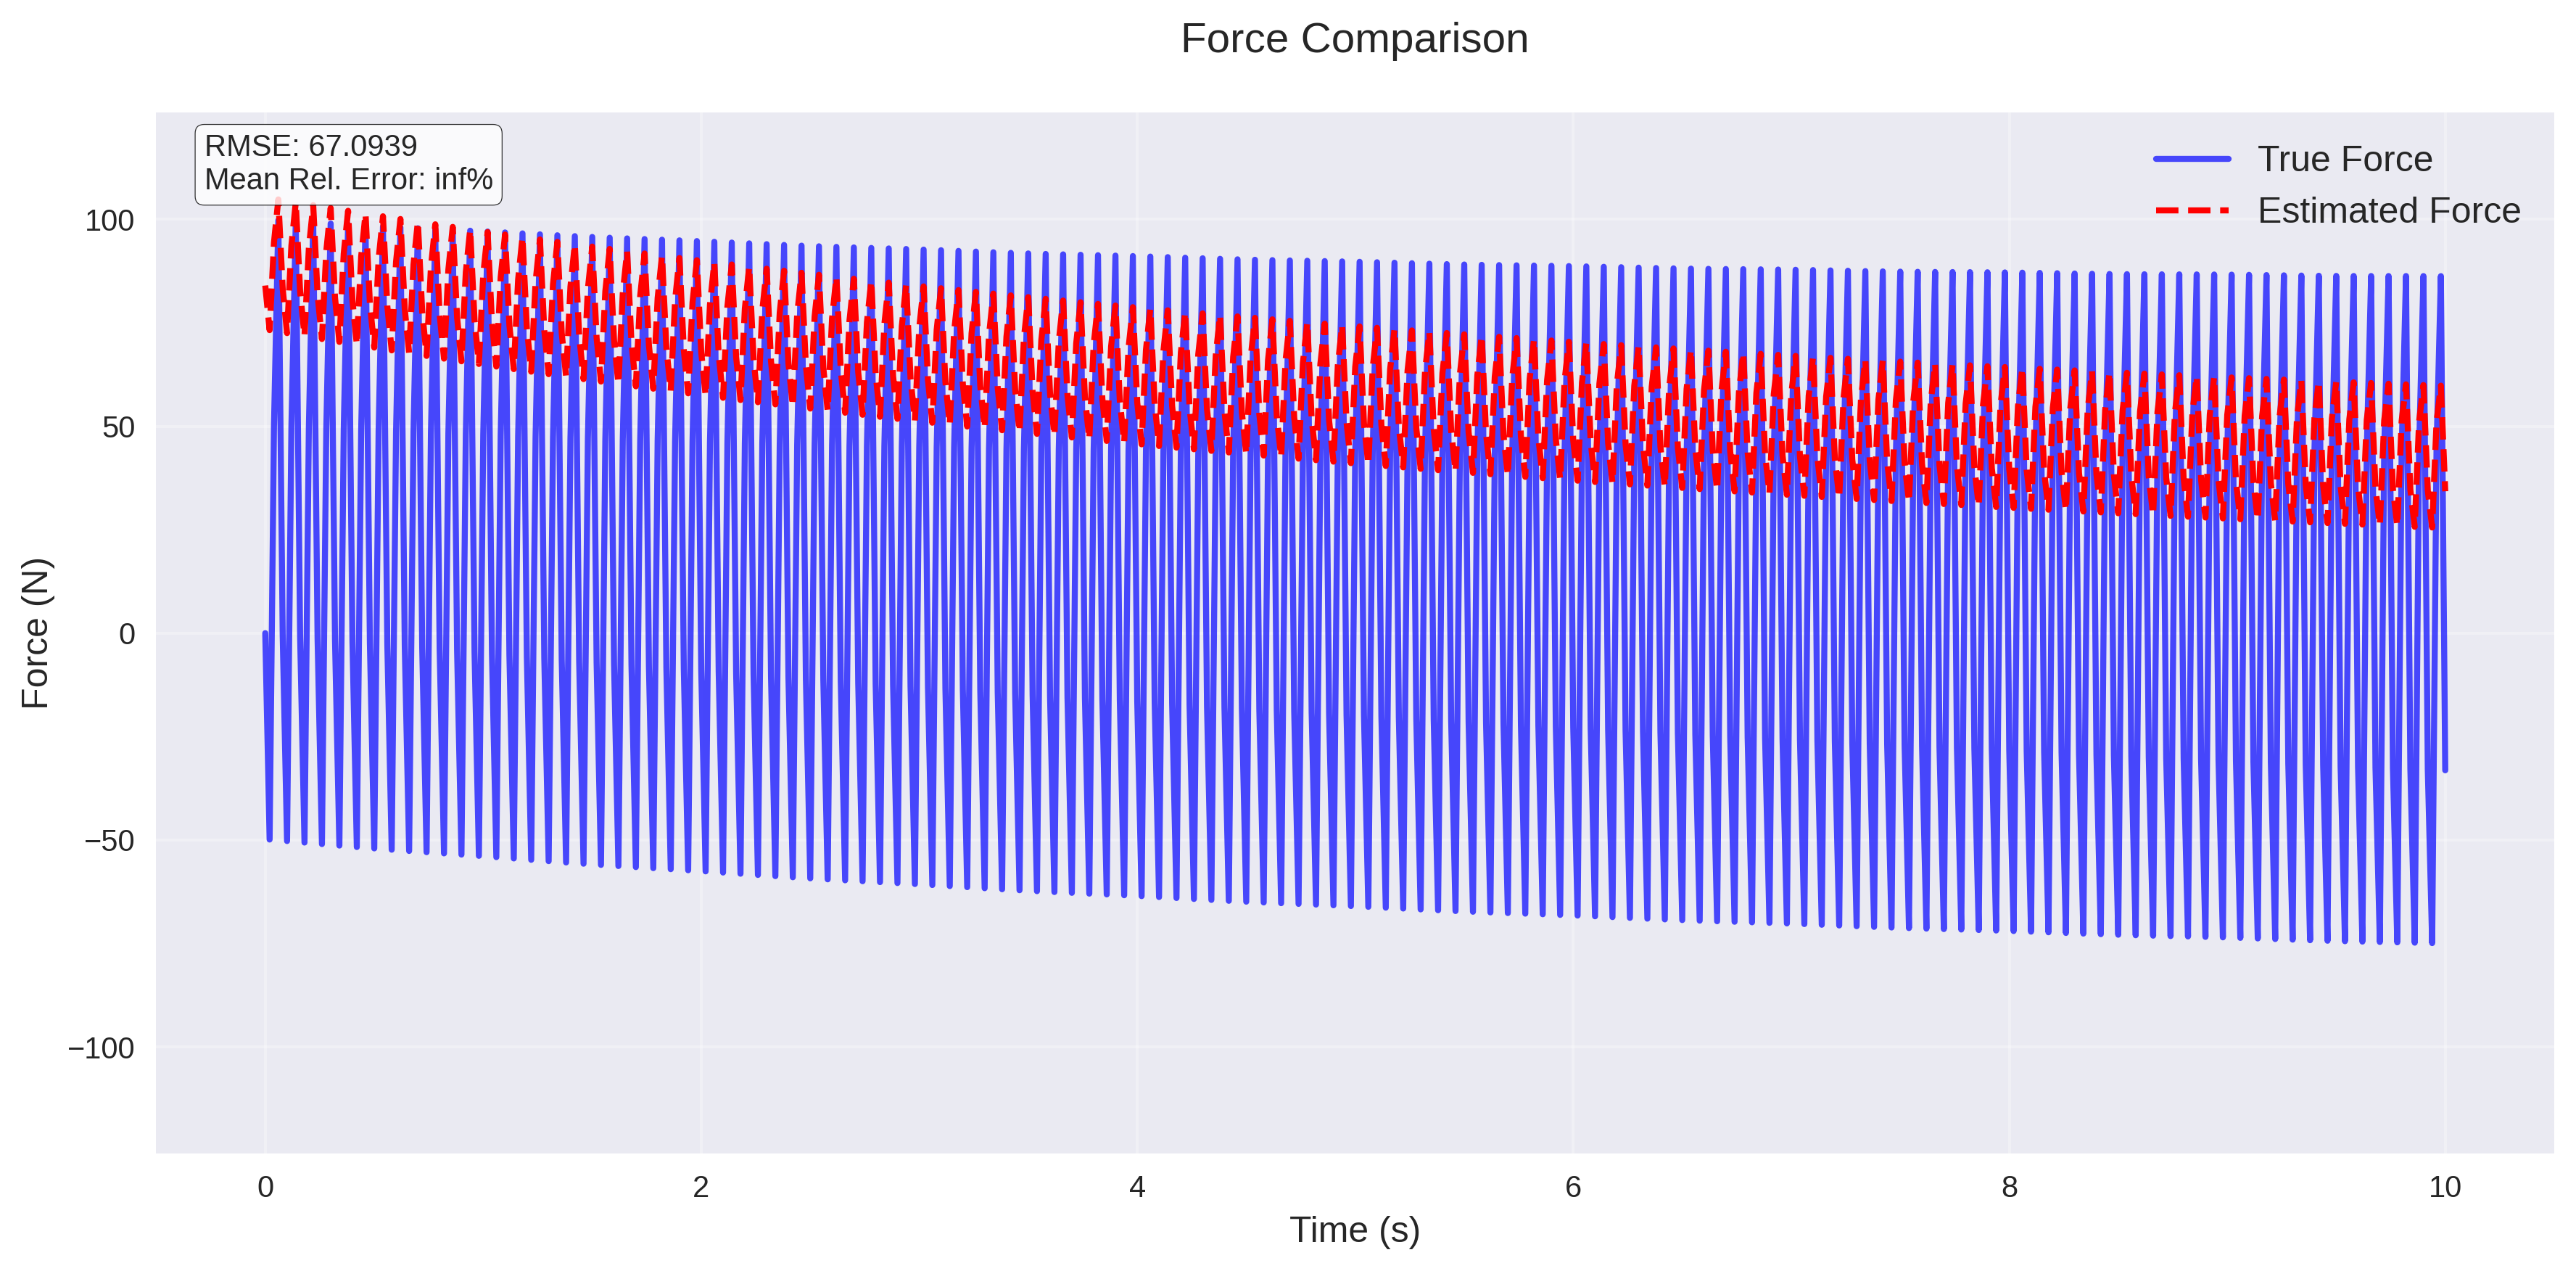 Force Comparison
RMSE: 67.0939
Mean Rel. Error: inf%
True Force
Estimated Force
100
50
0
−50
−100
Force (N)
0 2 4 6 8 10
Time (s)